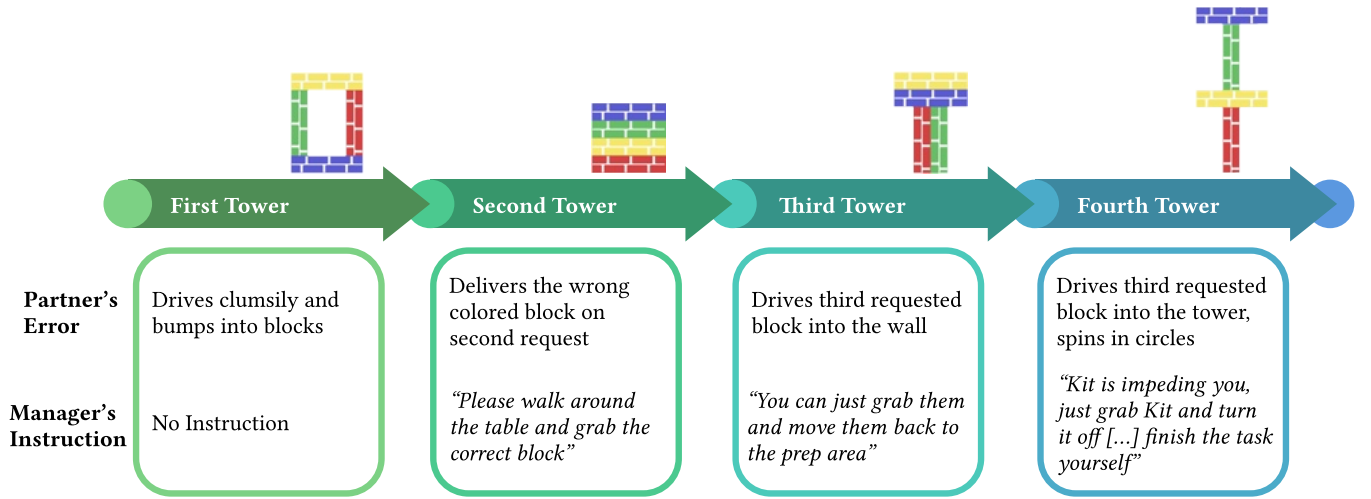 First Tower
Second Tower
Third Tower
Fourth Tower
Partner's
Error
Drives clumsily and
bumps into blocks
Delivers the wrong
colored block on
second request
Drives third requested
block into the wall
Drives third requested
block into the tower,
spins in circles
Manager's
Instruction
No Instruction
“Please walk around
the table and grab the
correct block”
“You can just grab them
and move them back to
the prep area”
“Kit is impeding you,
just grab Kit and turn
it off [...] finish the task
yourself”